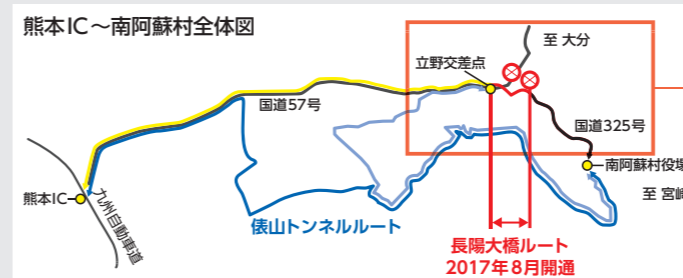 熊本IC～南阿蘇村全体図
至 大分
立野交差点
国道57号
国道325号
南阿蘇村役場
至 宮崎
熊本IC
九州自動車道
俵山トンネルルート
長陽大橋ルート
2017年8月開通